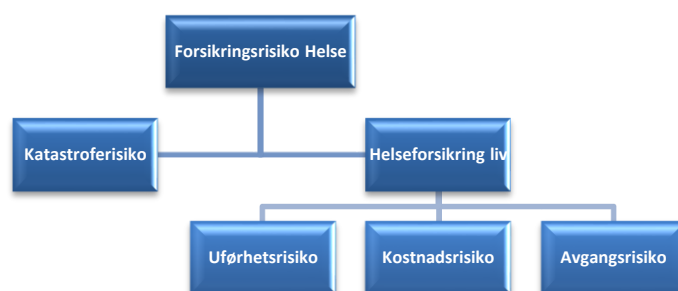 Forsikringsrisiko Helse
Katastroferisiko
Helseforsikring liv
Uførhetsrisiko
Kostnadsrisiko
Avgangsrisiko